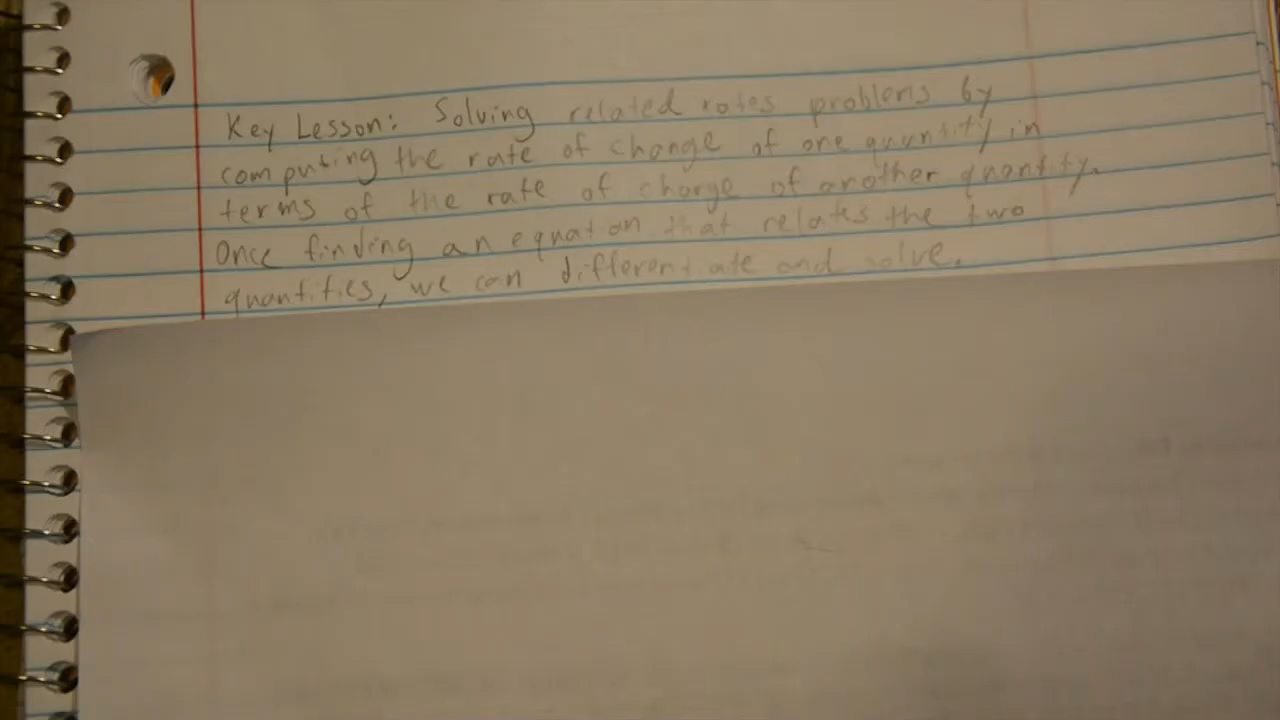 Key Lesson: Solving related rates problems by
computing the rate of change of one quantity in
terms of the rate of change of another quantity.
Once finding an equation that relates the two
quantities, we can differentiate and solve.